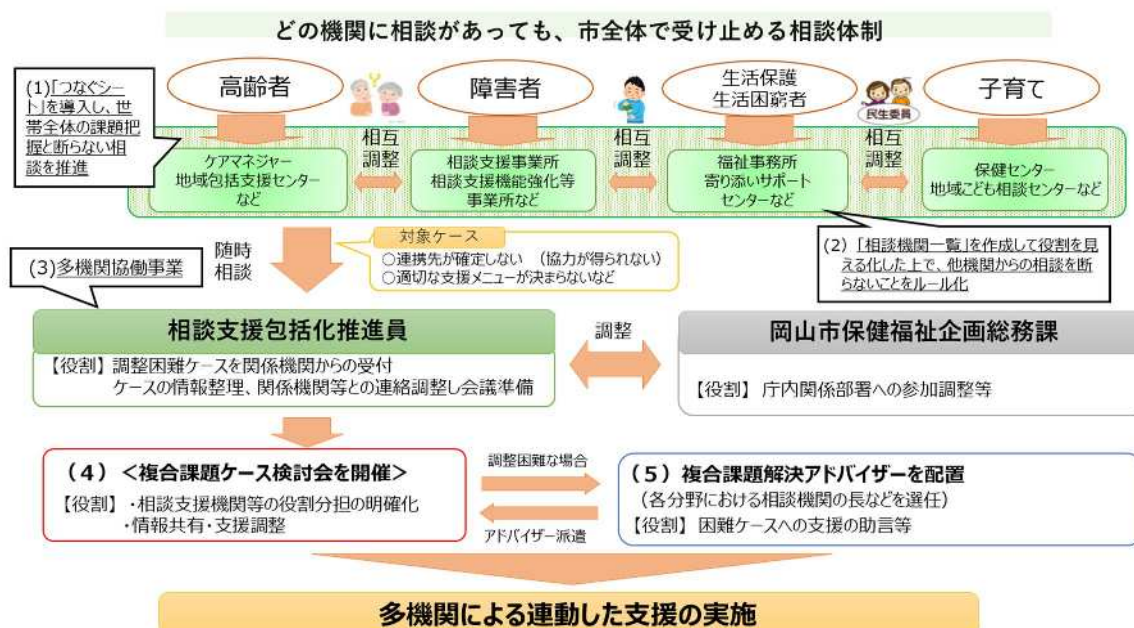 どの機関に相談があっても、市全体で受け止める相談体制
(1)「つなぐシー
ト」を導入し、世
帯全体の課題把
握と断らない相
談を推進
高齢者
障害者
生活保護
生活困窮者
民生委員
子育て
ケアマネジャー
地域包括支援センター
など
相互
調整
相談支援事業所
相談支援機能強化等
事業所など
相互
調整
福祉事務所
寄り添いサポート
センターなど
相互
調整
保健センター
地域こども相談センターなど
(3)多機関協働事業
随時
相談
対象ケース
○連携先が確定しない （協力が得られない）
○適切な支援メニューが決まらないなど
(2) 「相談機関一覧」を作成して役割を見
える化した上で、他機関からの相談を断
らないことをルール化
相談支援包括化推進員
【役割】調整困難ケースを関係機関からの受付
ケースの情報整理、関係機関等との連絡調整し会議準備
調整
岡山市保健福祉企画総務課
【役割】 庁内関係部署への参加調整等
（４）＜複合課題ケース検討会を開催＞
【役割】・相談支援機関等の役割分担の明確化
・情報共有・支援調整
調整困難な場合
アドバイザー派遣
（５）複合課題解決アドバイザーを配置
（各分野における相談機関の長などを選任）
【役割】困難ケースへの支援の助言等
多機関による連動した支援の実施